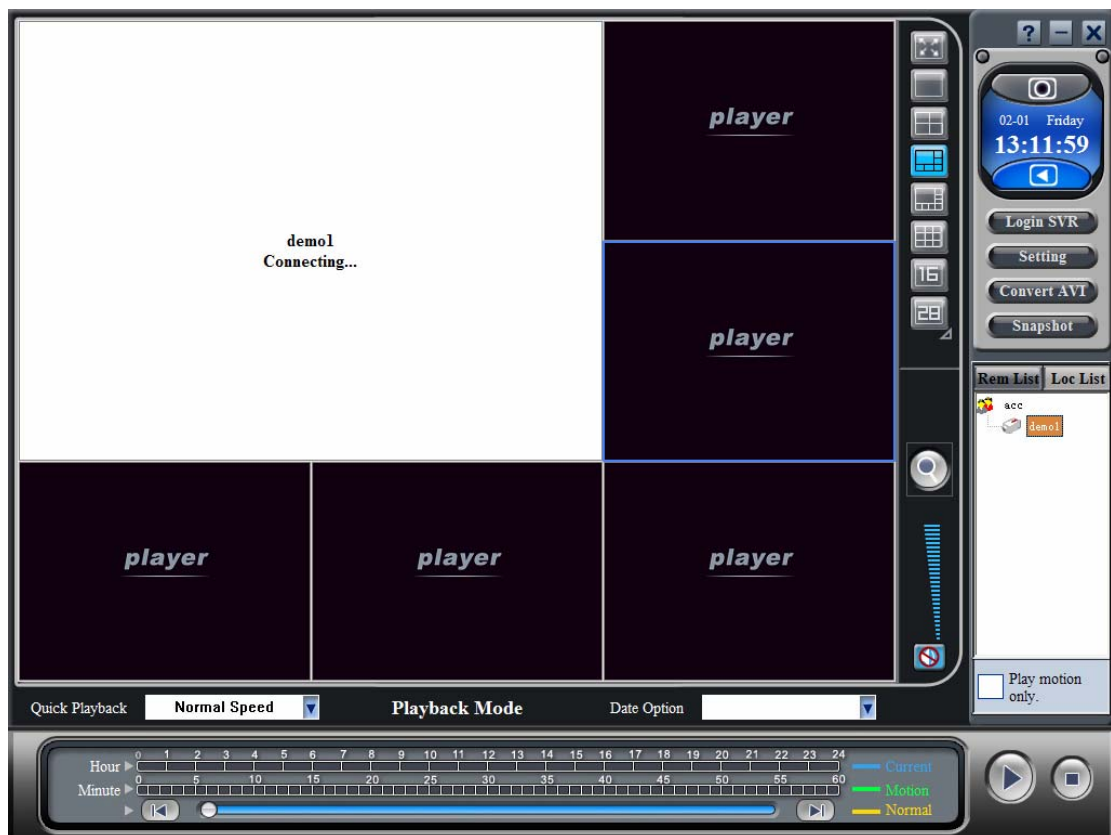 player
demo1
Connecting...
player
player
player
player
16
28
?
02-01 Friday
13:11:59
Login SVR
Setting
Convert AVI
Snapshot
Rem List Loc List
acc
demo1
Play motion
only.
Quick Playback Normal Speed Playback Mode Date Option
0 1 2 3 4 5 6 7 8 9 10 11 12 13 14 15 16 17 18 19 20 21 22 23 24
Hour Current
0 5 10 15 20 25 30 35 40 45 50 55 60
Minute Motion
Normal